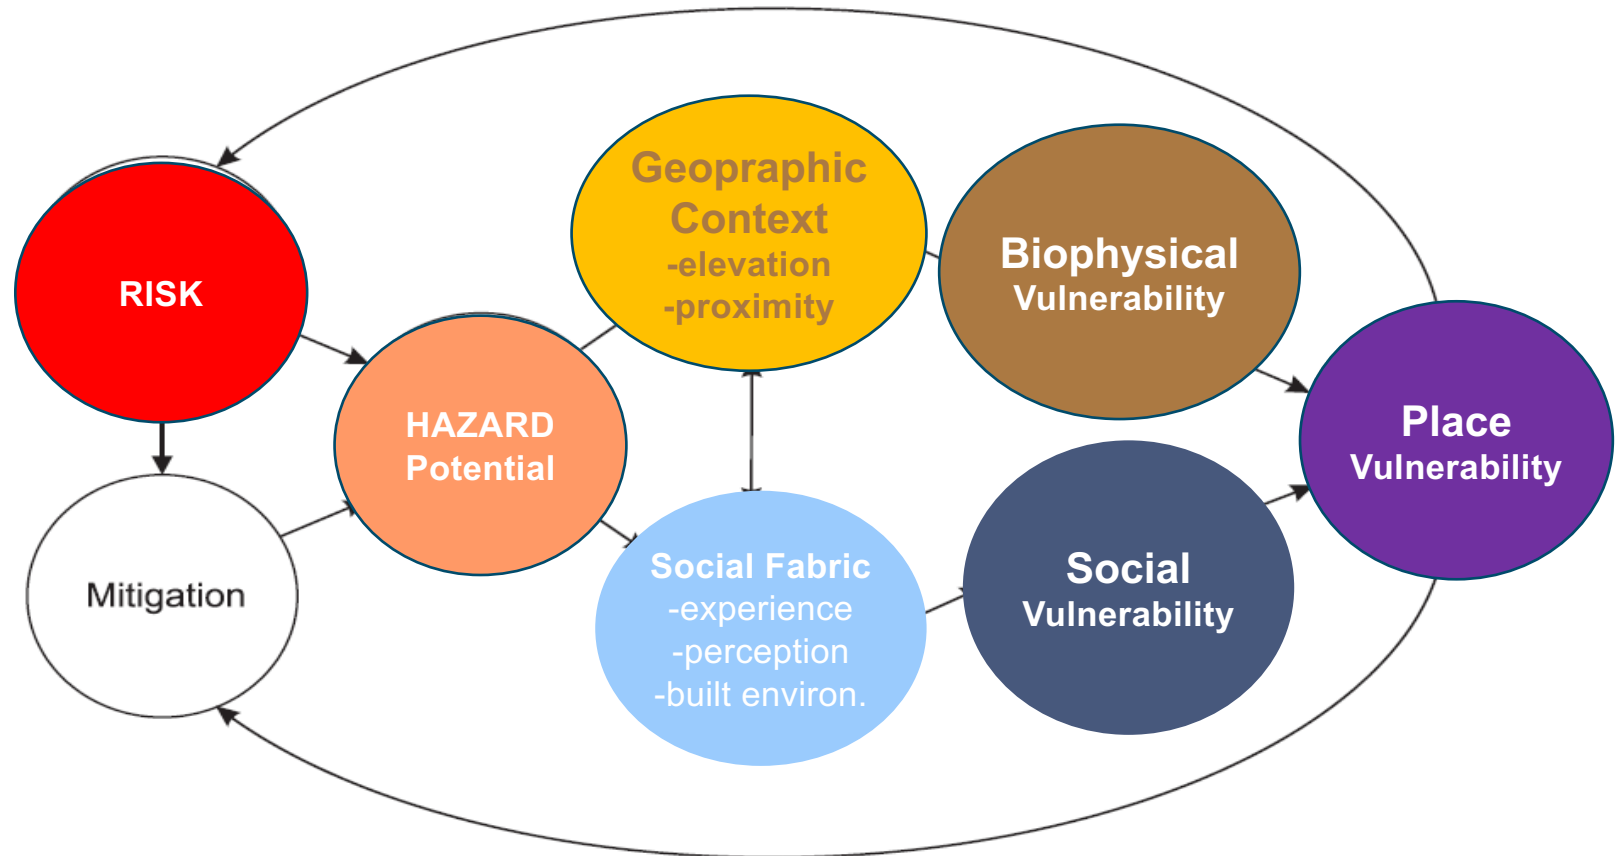 RISK
Mitigation
HAZARD
Potential
Geopraphic
Context
-elevation
-proximity
Social Fabric
-experience
-perception
-built environ.
Biophysical
Vulnerability
Social
Vulnerability
Place
Vulnerability